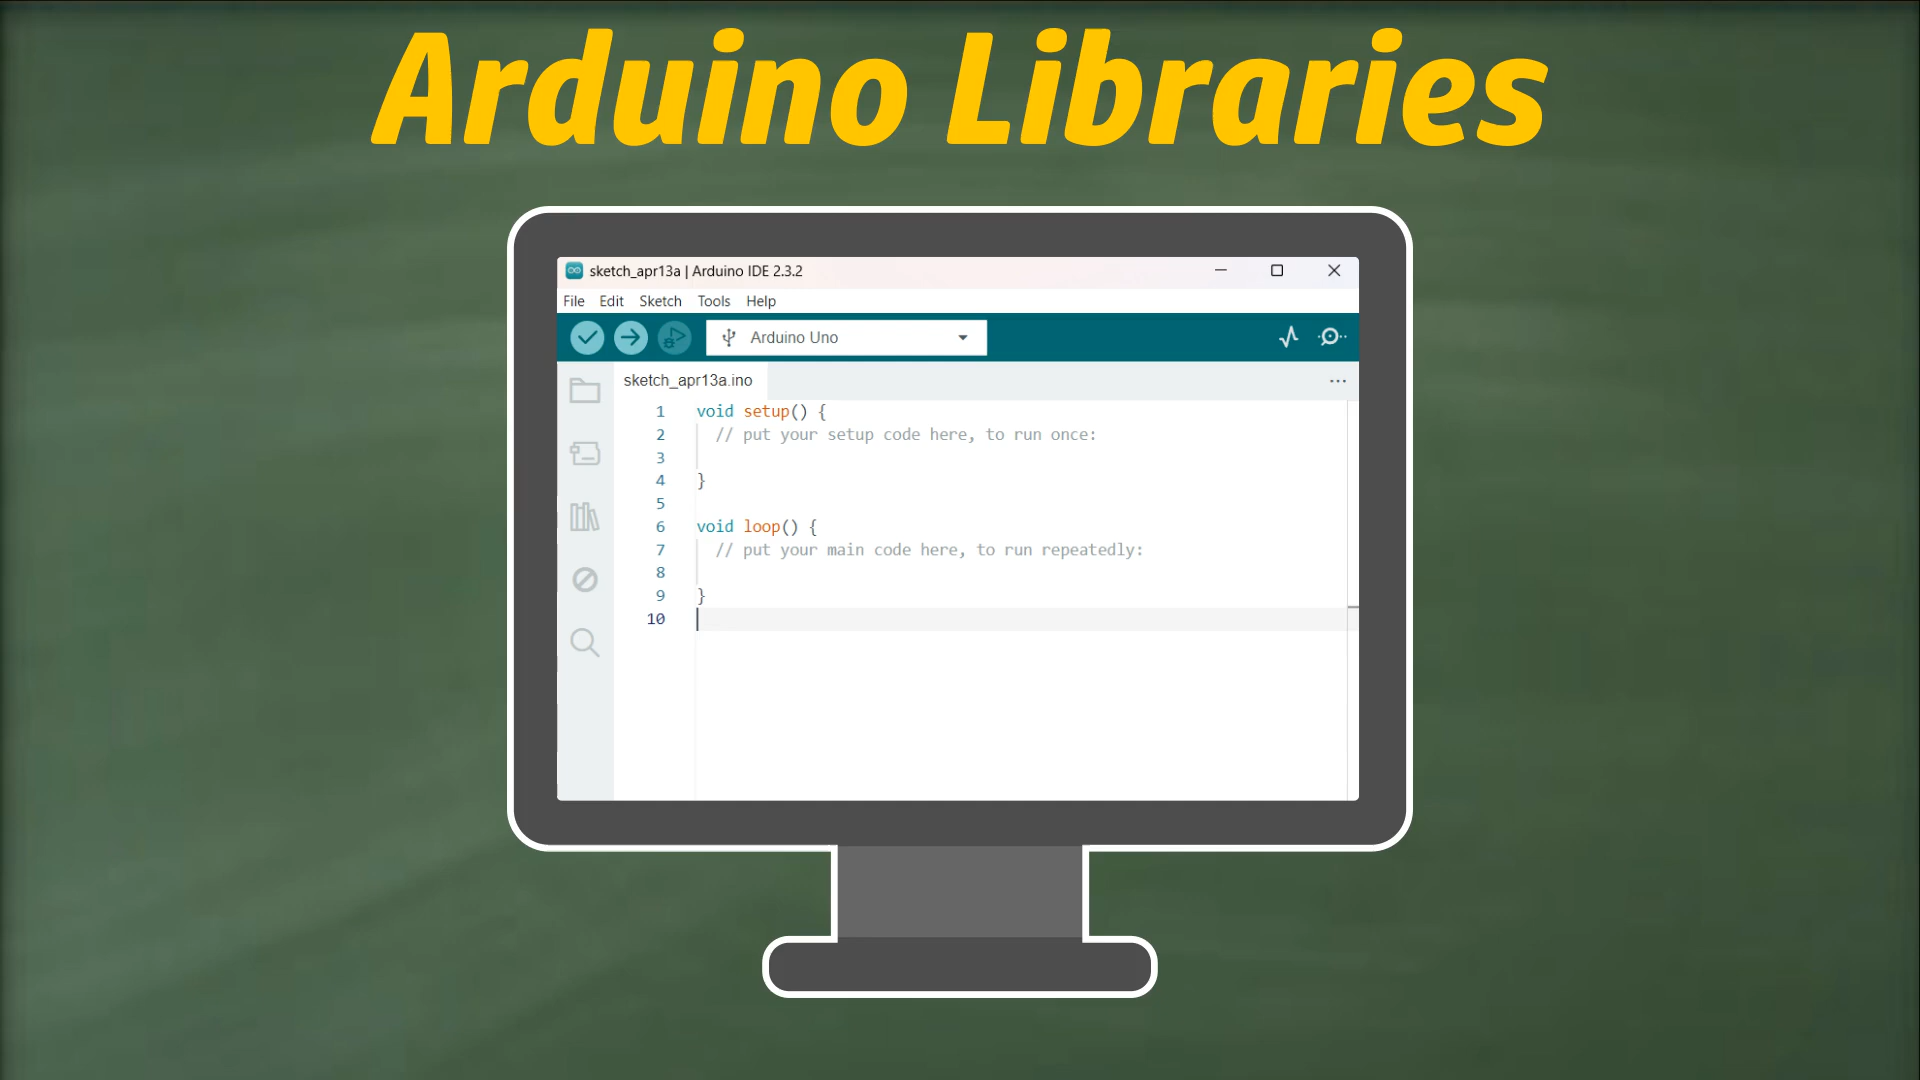 Arduino Libraries
sketch_apr13a | Arduino IDE 2.3.2
File Edit Sketch Tools Help
Arduino Uno
sketch_apr13a.ino
1 void setup() {
2 // put your setup code here, to run once:
3
4 }
5
6 void loop() {
7 // put your main code here, to run repeatedly:
8
9 }
10